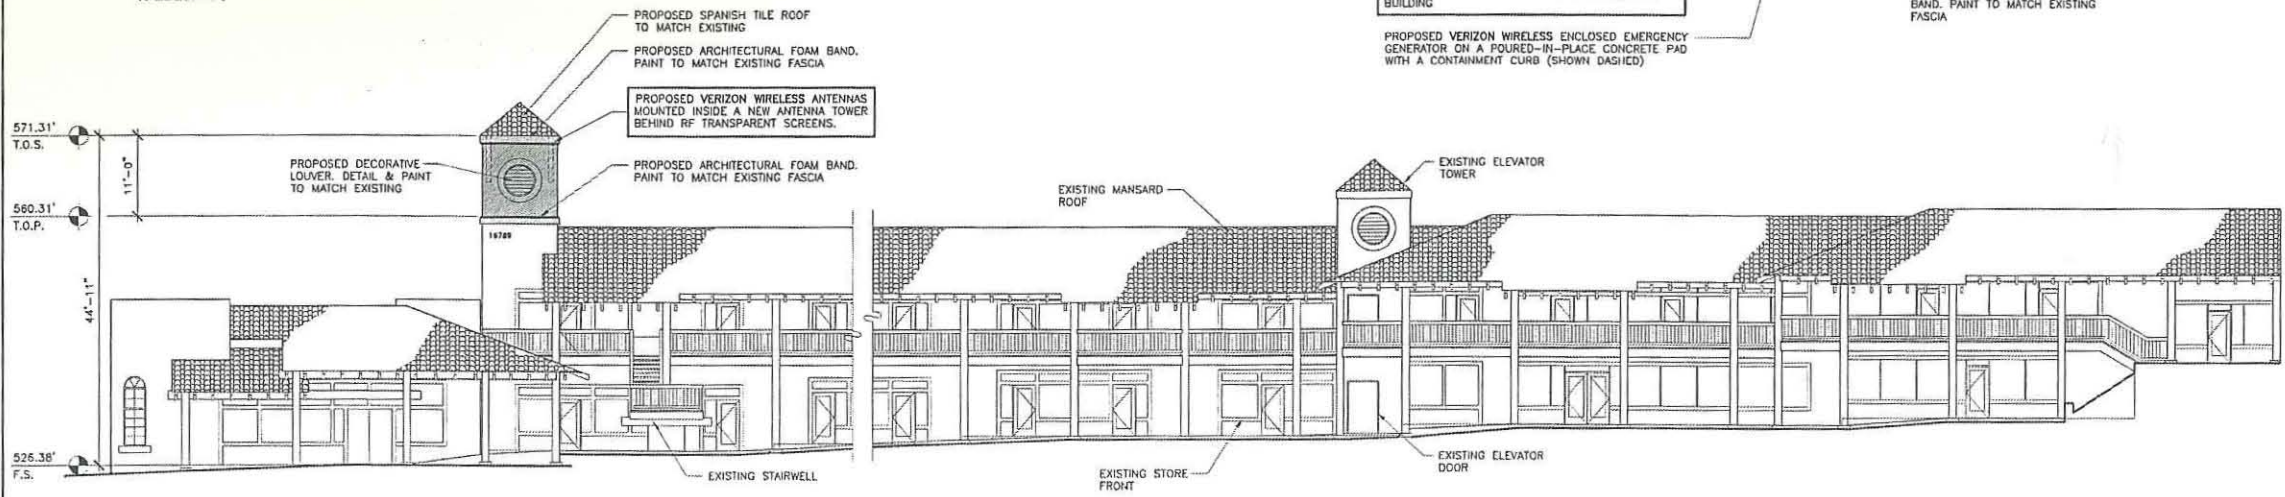 PROPOSED SPANISH TILE ROOF
TO MATCH EXISTING
PROPOSED ARCHITECTURAL FOAM BAND.
PAINT TO MATCH EXISTING FASCIA
PROPOSED VERIZON WIRELESS ANTENNAS
MOUNTED INSIDE A NEW ANTENNA TOWER
BEHIND RF TRANSPARENT SCREENS.
PROPOSED ARCHITECTURAL FOAM BAND.
PAINT TO MATCH EXISTING FASCIA
PROPOSED DECORATIVE
LOUVER. DETAIL & PAINT
TO MATCH EXISTING
BUILDING
PROPOSED VERIZON WIRELESS ENCLOSED EMERGENCY
GENERATOR ON A POURED-IN-PLACE CONCRETE PAD
WITH A CONTAINMENT CURB (SHOWN DASHED)
BAND. PAINT TO MATCH EXISTING
FASCIA
571.31'
T.O.S.
11'-0"
560.31'
T.O.P.
44'-11"
526.38'
F.S.
16789
EXISTING MANSARD
ROOF
EXISTING ELEVATOR
TOWER
EXISTING STAIRWELL
EXISTING STORE
FRONT
EXISTING ELEVATOR
DOOR